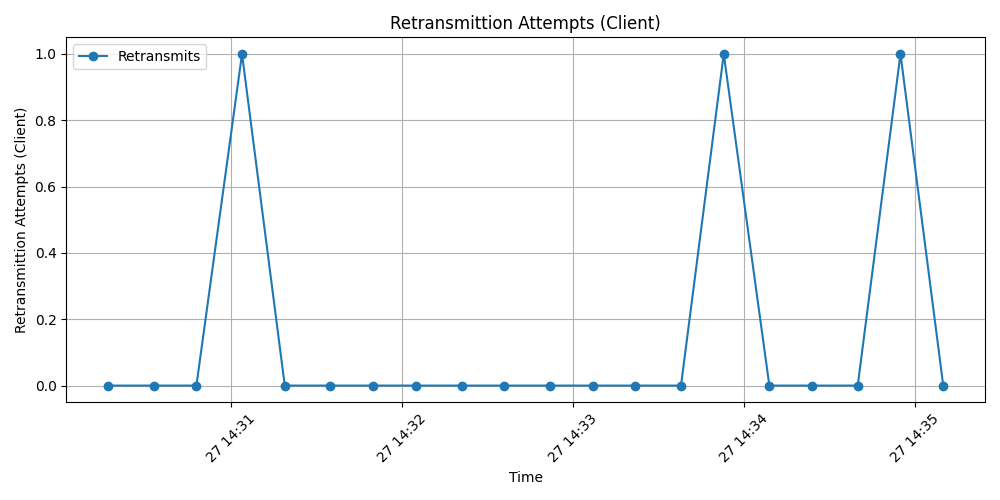 Retransmittion Attempts (Client)
Retransmits
Retransmittion Attempts (Client)
1.0
0.8
0.6
0.4
0.2
0.0
27 14:31
27 14:32
27 14:33
27 14:34
27 14:35
Time